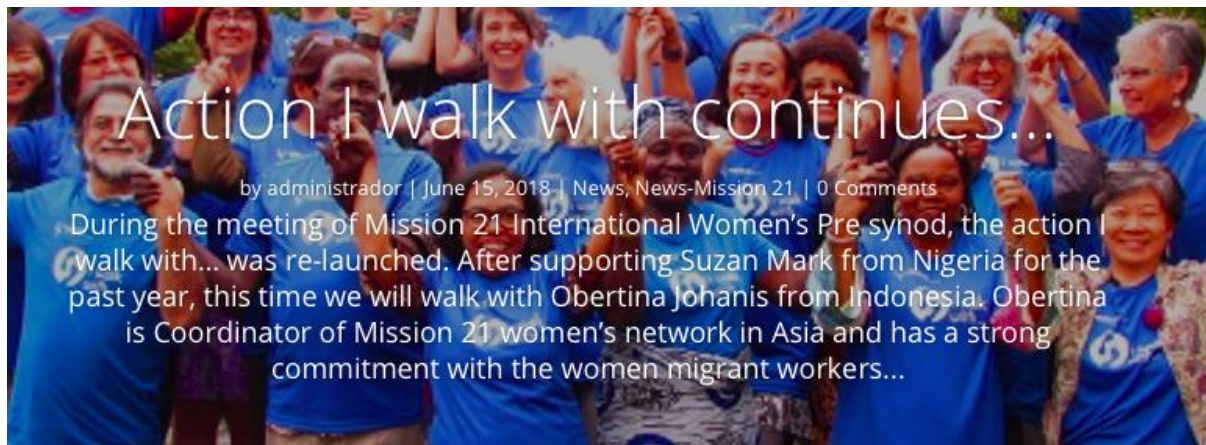 Action I walk with continues...
by administrador | June 15, 2018 | News, News-Mission 21 | 0 Comments
During the meeting of Mission 21 International Women’s Pre synod, the action I
walk with... was re-launched. After supporting Suzan Mark from Nigeria for the
past year, this time we will walk with Obertina Johanis from Indonesia. Obertina
is Coordinator of Mission 21 women’s network in Asia and has a strong
commitment with the women migrant workers...